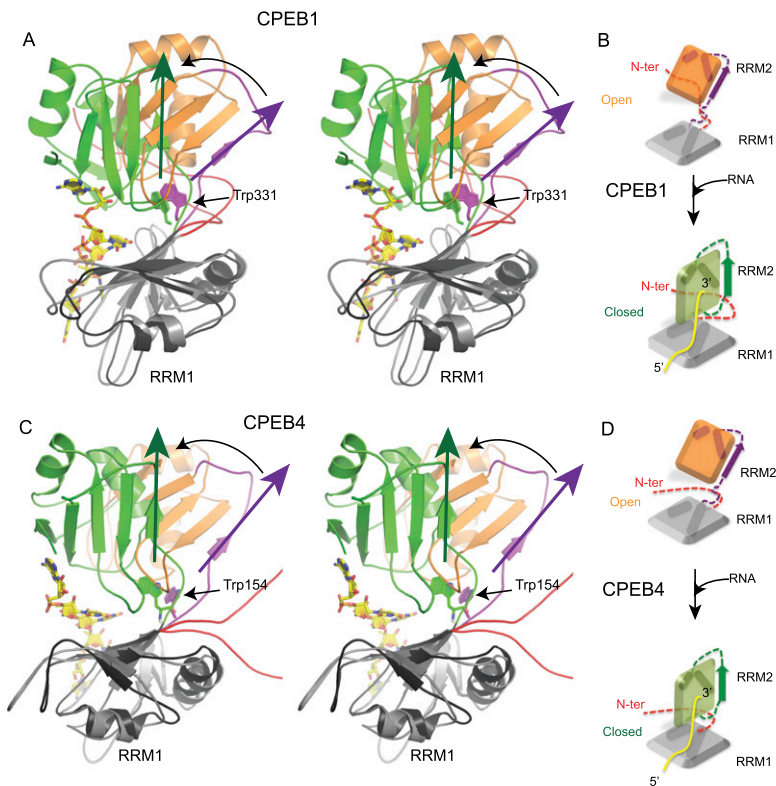 CPEB1
A
Trp331
RRM1
Trp331
RRM1
B
N-ter
RRM2
Open
RRM1
CPEB1
RNA
RRM2
3’
N-ter
Closed
RRM1
5’
CPEB4
C
Trp154
RRM1
Trp154
RRM1
D
RRM2
N-ter
Open
RRM1
CPEB4
RNA
RRM2
3’
N-ter
Closed
RRM1
5’